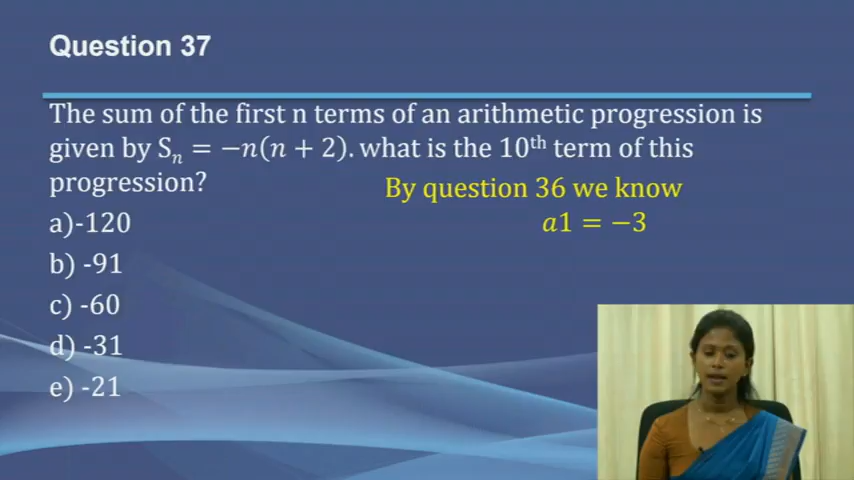 Question 37
The sum of the first n terms of an arithmetic progression is
given by Sₙ = −n(n + 2). what is the 10ᵗʰ term of this
progression?
By question 36 we know
a1 = −3
a)-120
b) -91
c) -60
d) -31
e) -21